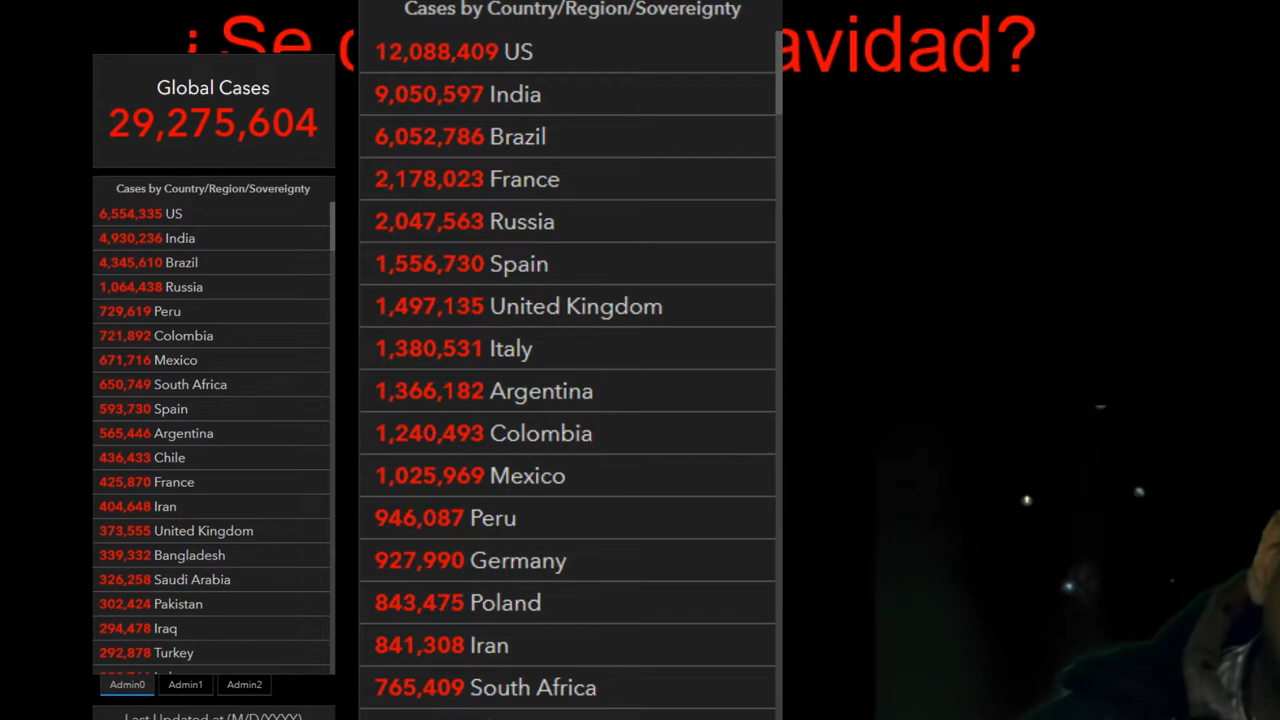 ¿Se
avidad?
Global Cases
29,275,604
Cases by Country/Region/Sovereignty
6,554,335 US
4,930,236 India
4,345,610 Brazil
1,064,438 Russia
729,619 Peru
721,892 Colombia
671,716 Mexico
650,749 South Africa
593,730 Spain
565,446 Argentina
436,433 Chile
425,870 France
404,648 Iran
373,555 United Kingdom
339,332 Bangladesh
326,258 Saudi Arabia
302,424 Pakistan
294,478 Iraq
292,878 Turkey
Admin0 Admin1 Admin2
Last Updated at (M/D/YYYY)
Cases by Country/Region/Sovereignty
12,088,409 US
9,050,597 India
6,052,786 Brazil
2,178,023 France
2,047,563 Russia
1,556,730 Spain
1,497,135 United Kingdom
1,380,531 Italy
1,366,182 Argentina
1,240,493 Colombia
1,025,969 Mexico
946,087 Peru
927,990 Germany
843,475 Poland
841,308 Iran
765,409 South Africa